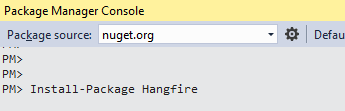 Package Manager Console
Package source: nuget.org Defau
PM>
PM>
PM> Install-Package Hangfire